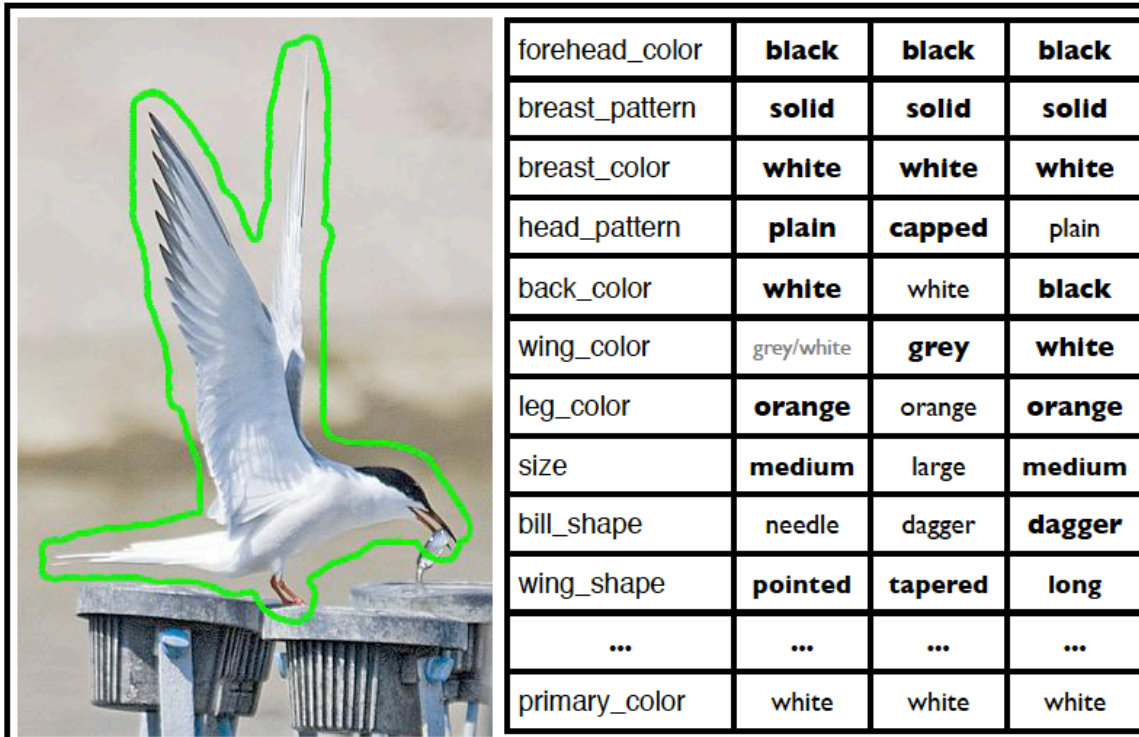 forehead_color black black black
breast_pattern solid solid solid
breast_color white white white
head_pattern plain capped plain
back_color white white black
wing_color grey/white grey white
leg_color orange orange orange
size medium large medium
bill_shape needle dagger dagger
wing_shape pointed tapered long
... ... ... ...
primary_color white white white